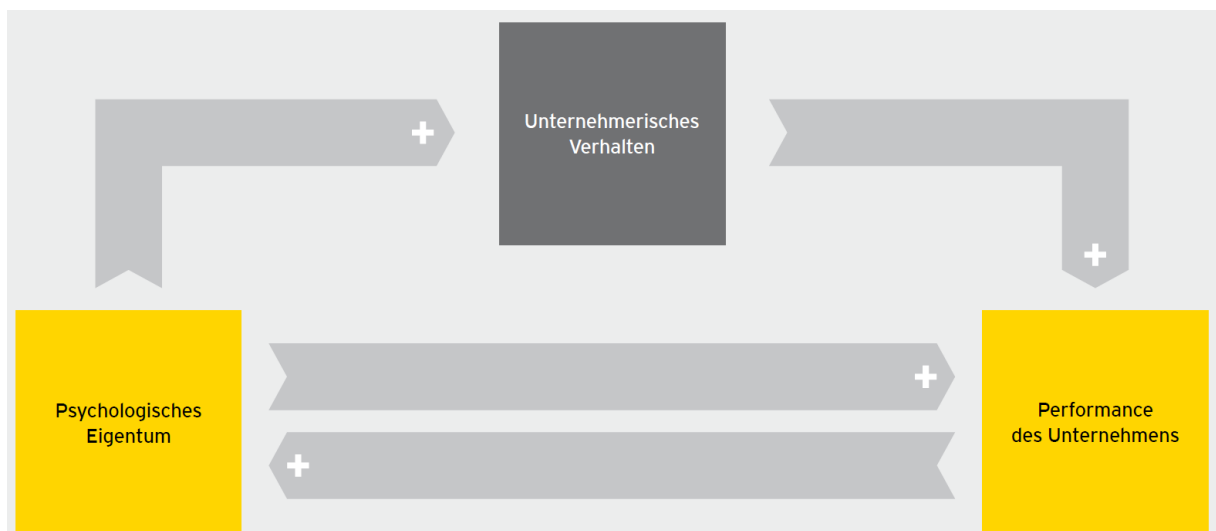 Unternehmerisches
Verhalten
+
+
Psychologisches
Eigentum
+
+
Performance
des Unternehmens